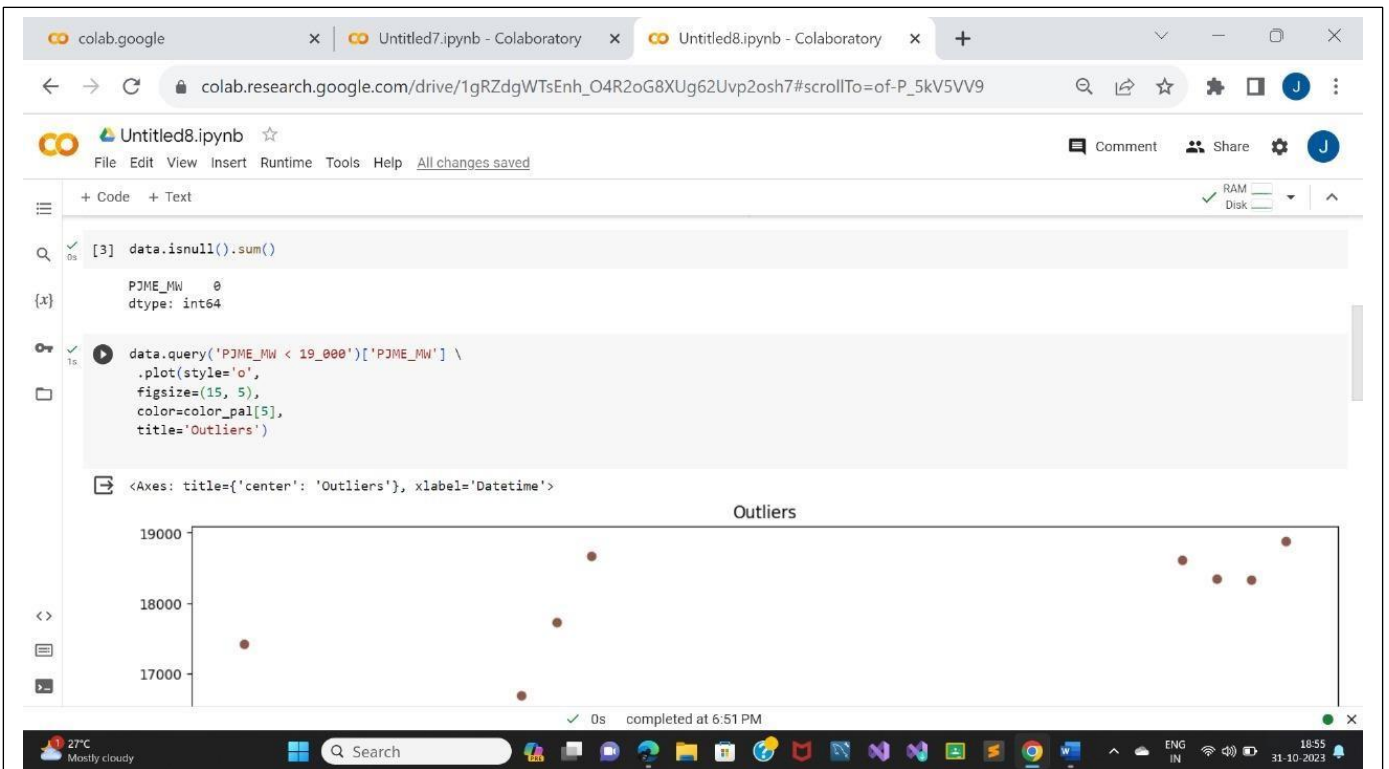 colab.google
Untitled7.ipynb - Colaboratory
Untitled8.ipynb - Colaboratory
colab.research.google.com/drive/1gRZdgWTsEnh_O4R2oG8XUg62Uvp2osh7#scrollTo=of-P_5kV5VV9
J
Untitled8.ipynb
Comment
Share
J
File Edit View Insert Runtime Tools Help All changes saved
+ Code + Text
RAM
Disk
[3] data.isnull().sum()
0s
PJME_MW 0
dtype: int64
{x}
1s
data.query('PJME_MW < 19_000')['PJME_MW'] \
.plot(style='o',
figsize=(15, 5),
color=color_pal[5],
title='Outliers')
<Axes: title={'center': 'Outliers'}, xlabel='Datetime'>
Outliers
19000
18000
17000
0s completed at 6:51 PM
1
27°C
Mostly cloudy
Search
ENG
IN
18:55
31-10-2023